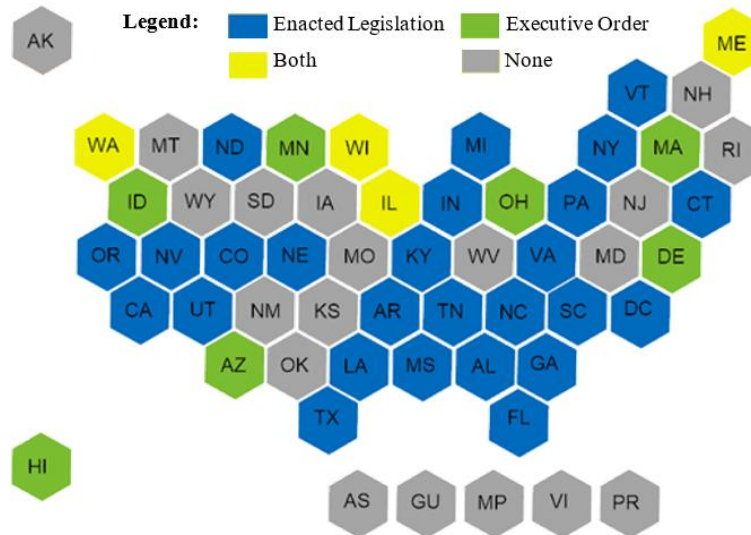 Legend: Enacted Legislation Executive Order
Both None
AK
ME
VT NH
WA MT ND MN WI MI NY MA RI
ID WY SD IA IL IN OH PA NJ CT
OR NV CO NE MO KY WV VA MD DE
CA UT NM KS AR TN NC SC DC
AZ OK LA MS AL GA
TX FL
HI
AS GU MP VI PR